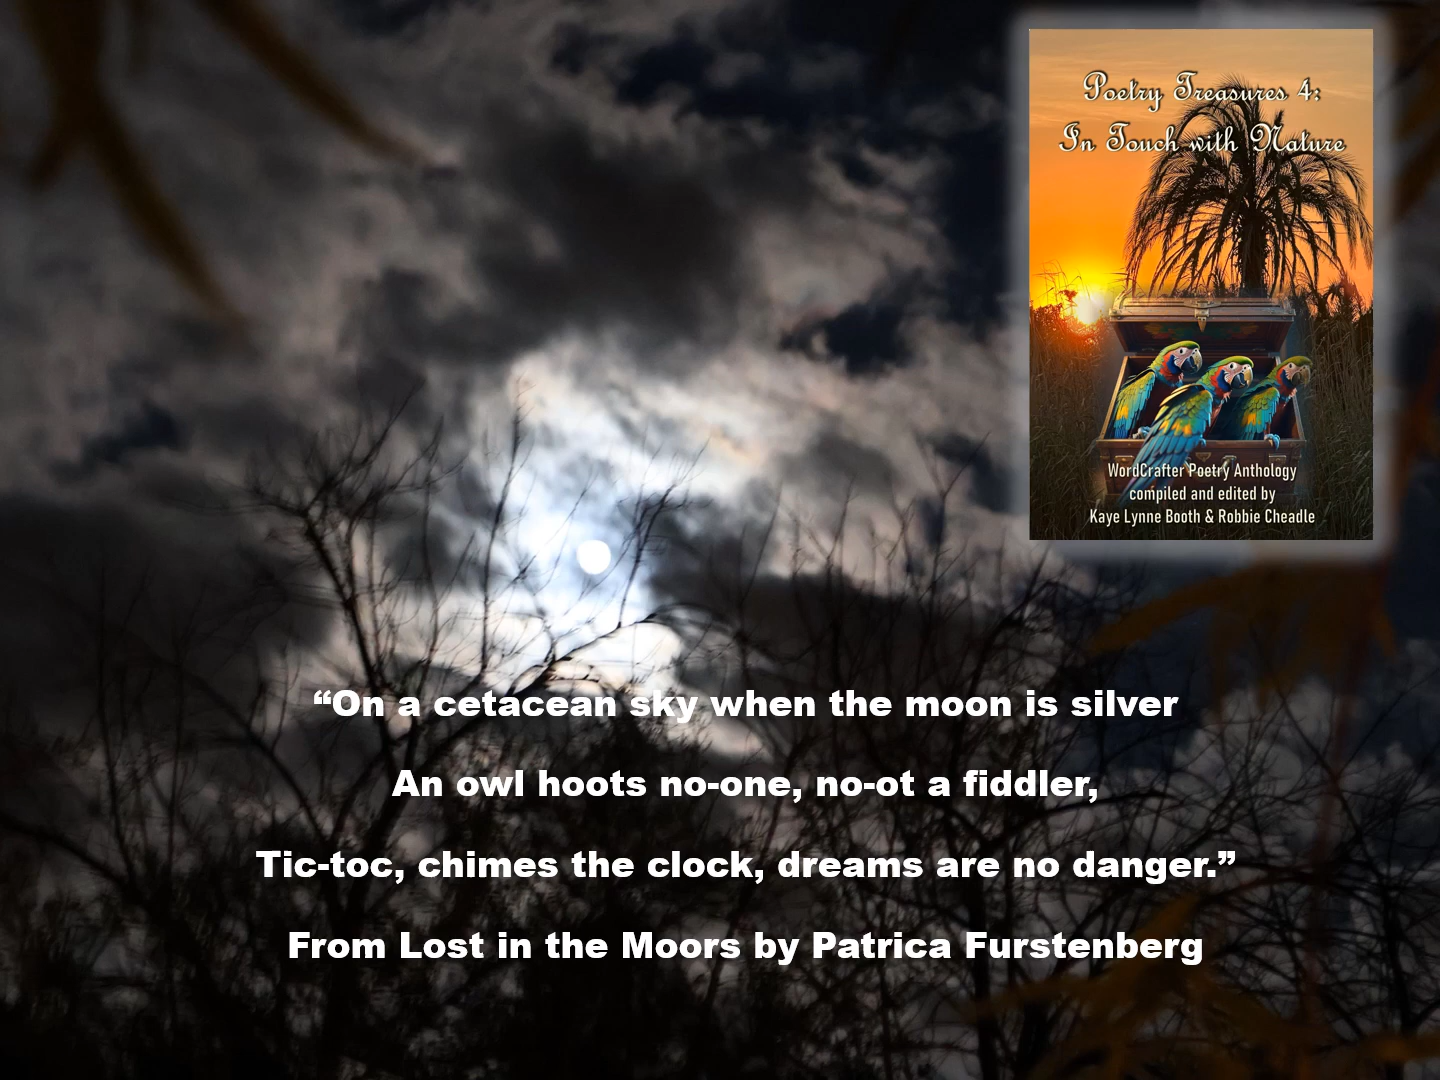 Poetry Treasures 4:
In Touch with Nature
WordCrafter Poetry Anthology
compiled and edited by
Kaye Lynne Booth & Robbie Cheadle
“On a cetacean sky when the moon is silver
An owl hoots no-one, no-ot a fiddler,
Tic-toc, chimes the clock, dreams are no danger.”
From Lost in the Moors by Patrica Furstenberg